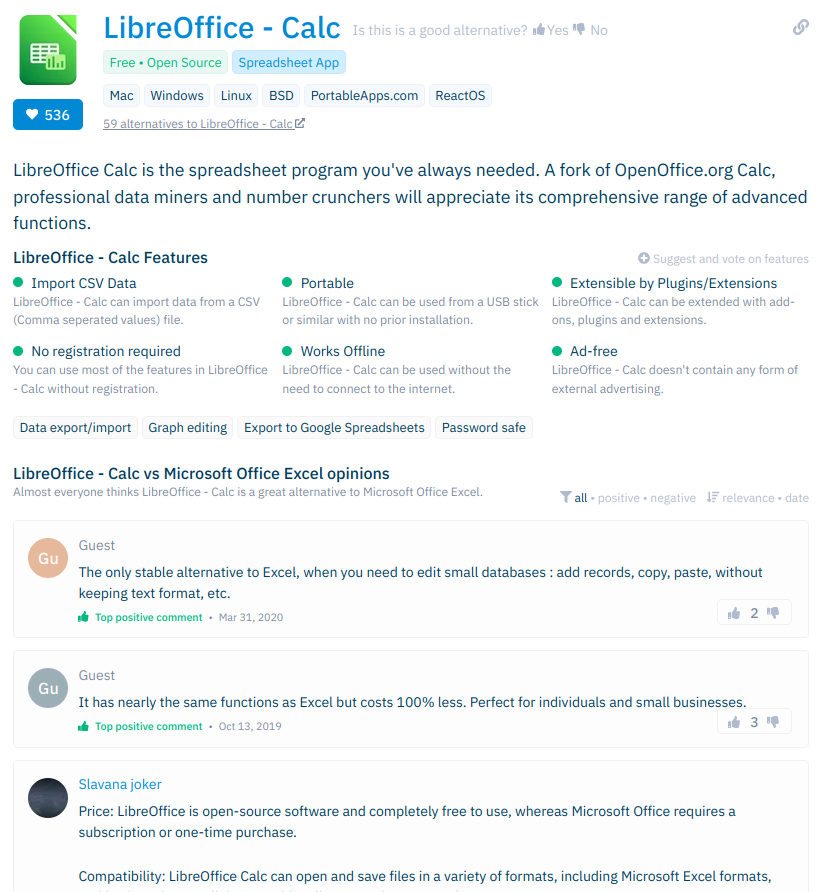 LibreOffice - Calc Is this a good alternative? Yes No
Free • Open Source Spreadsheet App
Mac Windows Linux BSD PortableApps.com ReactOS
536
59 alternatives to LibreOffice - Calc
LibreOffice Calc is the spreadsheet program you've always needed. A fork of OpenOffice.org Calc,
professional data miners and number crunchers will appreciate its comprehensive range of advanced
functions.
LibreOffice - Calc Features Suggest and vote on features
Import CSV Data
LibreOffice - Calc can import data from a CSV
(Comma seperated values) file.
Portable
LibreOffice - Calc can be used from a USB stick
or similar with no prior installation.
Extensible by Plugins/Extensions
LibreOffice - Calc can be extended with add-
ons, plugins and extensions.
No registration required
You can use most of the features in LibreOffice
- Calc without registration.
Works Offline
LibreOffice - Calc can be used without the
need to connect to the internet.
Ad-free
LibreOffice - Calc doesn't contain any form of
external advertising.
Data export/import Graph editing Export to Google Spreadsheets Password safe
LibreOffice - Calc vs Microsoft Office Excel opinions
Almost everyone thinks LibreOffice - Calc is a great alternative to Microsoft Office Excel.
all • positive • negative relevance • date
Gu
Guest
The only stable alternative to Excel, when you need to edit small databases : add records, copy, paste, without
keeping text format, etc.
Top positive comment • Mar 31, 2020
2
Gu
Guest
It has nearly the same functions as Excel but costs 100% less. Perfect for individuals and small businesses.
Top positive comment • Oct 13, 2019
3
Slavana joker
Price: LibreOffice is open-source software and completely free to use, whereas Microsoft Office requires a
subscription or one-time purchase.
Compatibility: LibreOffice Calc can open and save files in a variety of formats, including Microsoft Excel formats,